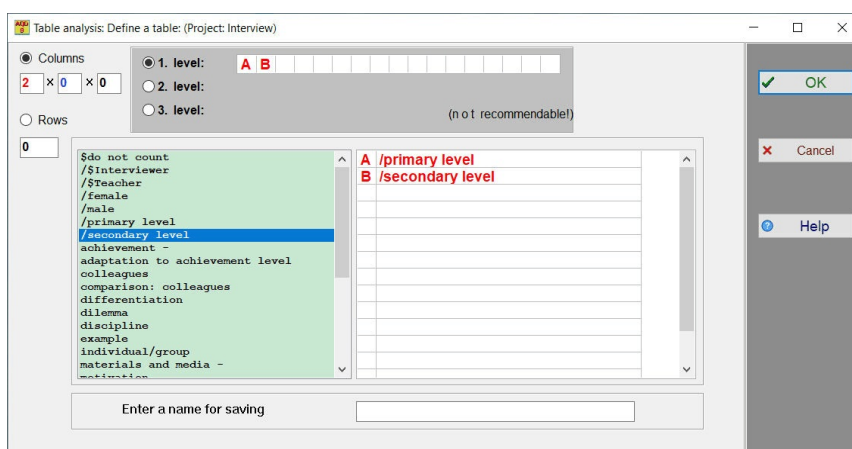 AQD
9
Table analysis: Define a table: (Project: Interview)
Columns
2 × 0 × 0
Rows
0
1. level: A B
2. level:
3. level: (n o t recommendable!)
$do not count
/$Interviewer
/$Teacher
/female
/male
/primary level
/secondary level
achievement -
adaptation to achievement level
colleagues
comparison: colleagues
differentiation
dilemma
discipline
example
individual/group
materials and media -
motivation
A /primary level
B /secondary level
Enter a name for saving
OK
Cancel
? Help